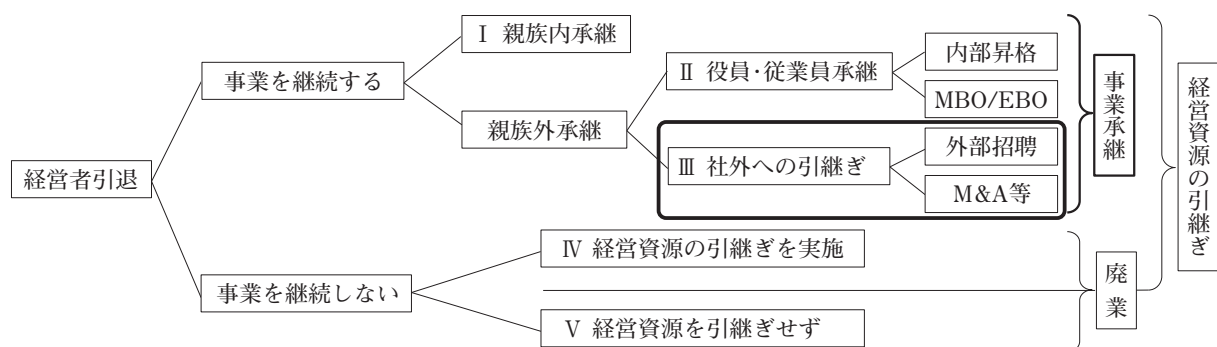 経営者引退
事業を継続する
Ⅰ 親族内承継
親族外承継
Ⅱ 役員・従業員承継
内部昇格
MBO/EBO
Ⅲ 社外への引継ぎ
外部招聘
M&A等
事業承継
経営資源の引継ぎ
事業を継続しない
Ⅳ 経営資源の引継ぎを実施
Ⅴ 経営資源を引継ぎせず
廃業